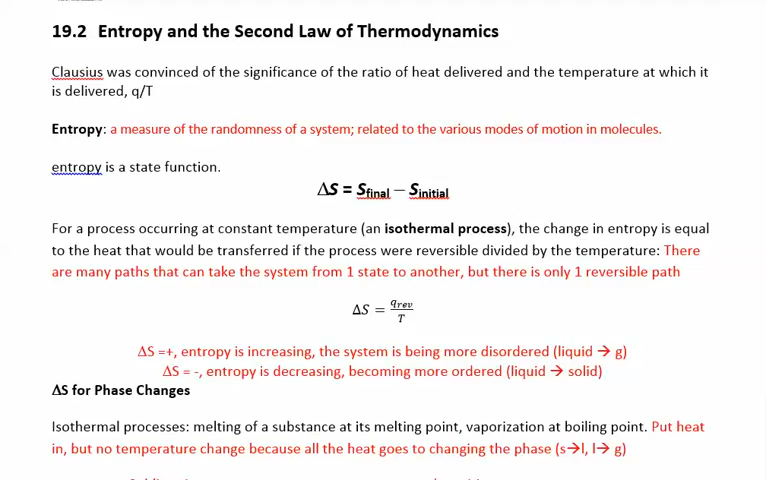 19.2 Entropy and the Second Law of Thermodynamics
Clausius was convinced of the significance of the ratio of heat delivered and the temperature at which it
is delivered, q/T
Entropy: a measure of the randomness of a system; related to the various modes of motion in molecules.
entropy is a state function.
ΔS = Sfinal − Sinitial
For a process occurring at constant temperature (an isothermal process), the change in entropy is equal
to the heat that would be transferred if the process were reversible divided by the temperature: There
are many paths that can take the system from 1 state to another, but there is only 1 reversible path
ΔS = qrev/T
ΔS =+, entropy is increasing, the system is being more disordered (liquid → g)
ΔS = -, entropy is decreasing, becoming more ordered (liquid → solid)
ΔS for Phase Changes
Isothermal processes: melting of a substance at its melting point, vaporization at boiling point. Put heat
in, but no temperature change because all the heat goes to changing the phase (s→l, l→ g)